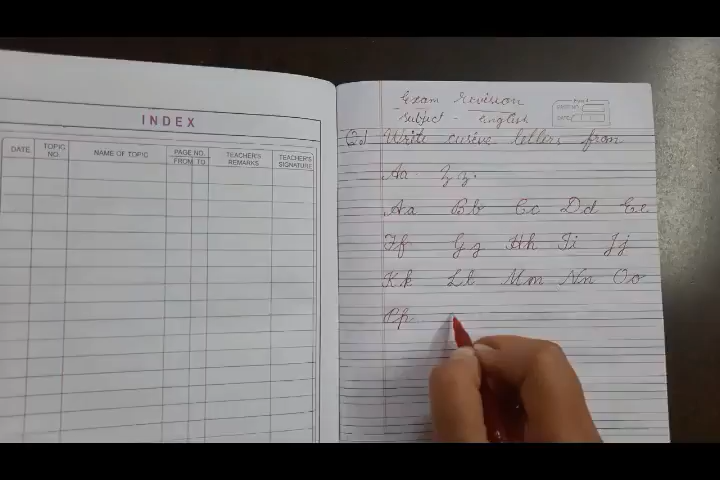 INDEX
DATE TOPIC NO. NAME OF TOPIC PAGE NO. FROM TO TEACHER'S REMARKS TEACHER'S SIGNATURE
Exam revision
Subject - English
Q.1 Write cursive letters from
Aa - Zz.
Aa Bb Cc Dd Ee
Ff Gg Hh Ii Jj
Kk Ll Mm Nn Oo
Pp